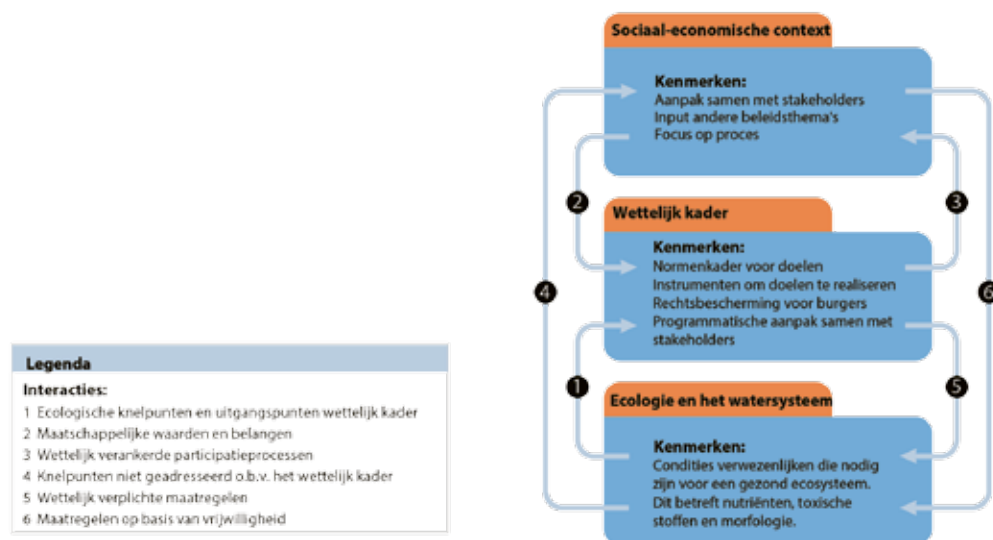 Sociaal-economische context
Kenmerken:
Aanpak samen met stakeholders
Input andere beleidsthema's
Focus op proces
2
3
Wettelijk kader
Kenmerken:
Normenkader voor doelen
Instrumenten om doelen te realiseren
Rechtsbescherming voor burgers
Programmatische aanpak samen met
stakeholders
4
6
1
5
Ecologie en het watersysteem
Kenmerken:
Condities verwezenlijken die nodig
zijn voor een gezond ecosysteem.
Dit betreft nutriënten, toxische
stoffen en morfologie.
Legenda
Interacties:
1 Ecologische knelpunten en uitgangspunten wettelijk kader
2 Maatschappelijke waarden en belangen
3 Wettelijk verankerde participatieprocessen
4 Knelpunten niet geadresseerd o.b.v. het wettelijk kader
5 Wettelijk verplichte maatregelen
6 Maatregelen op basis van vrijwilligheid